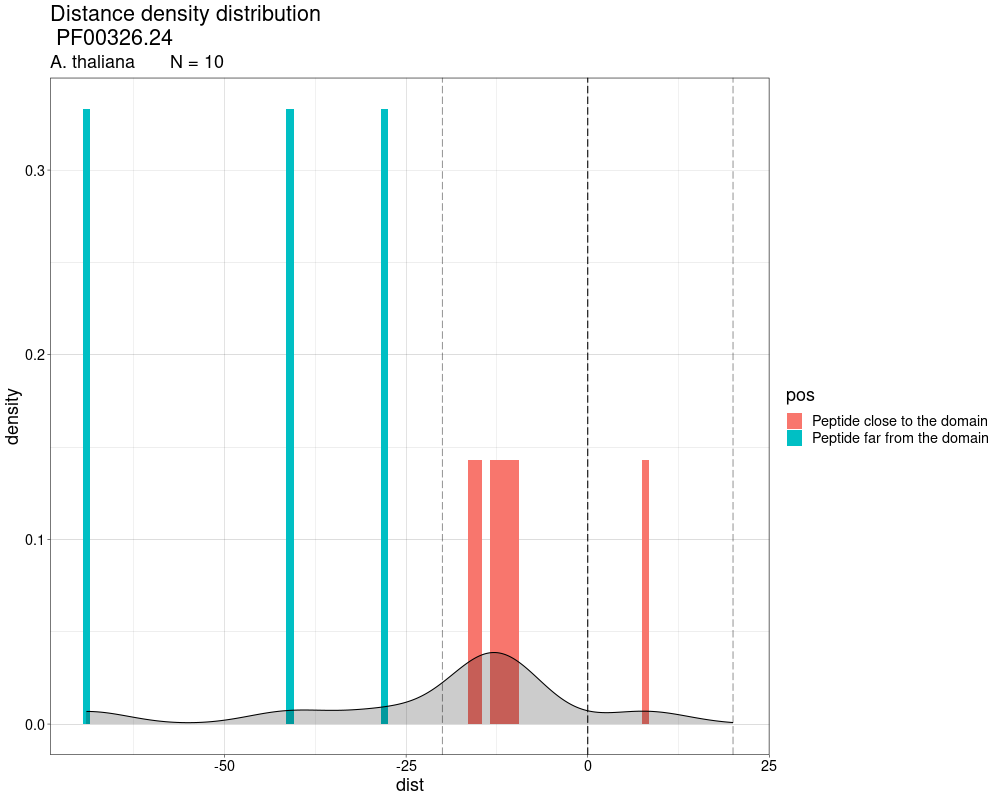 Distance density distribution
PF00326.24
A. thaliana N = 10
0.3
0.2
0.1
0.0
density
-50
-25
0
25
dist
pos
Peptide close to the domain
Peptide far from the domain